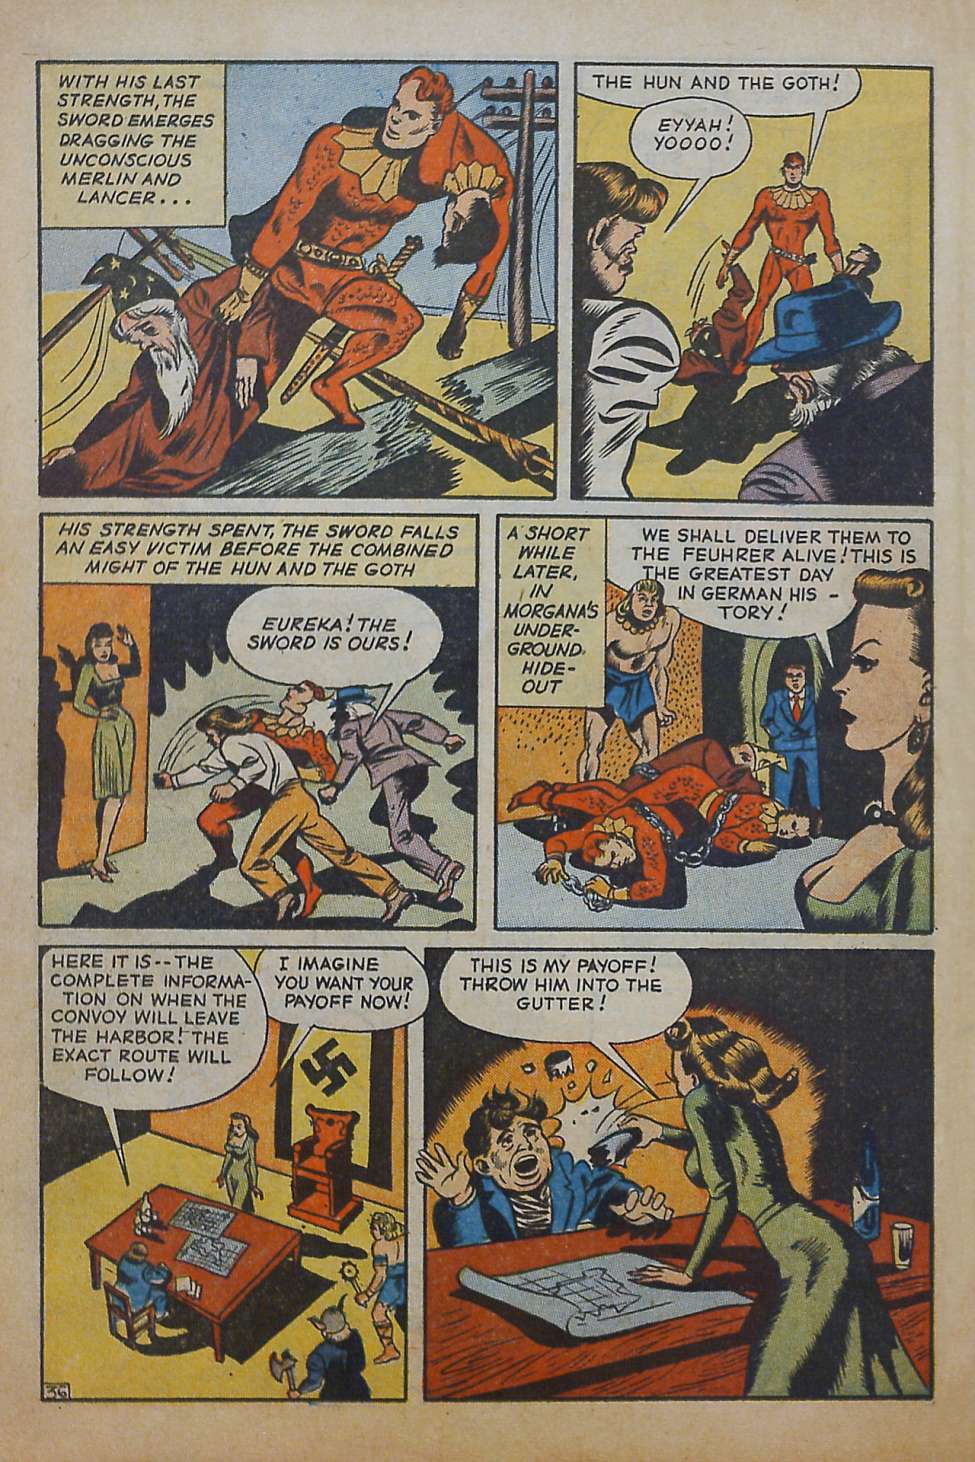 WITH HIS LAST
STRENGTH, THE
SWORD EMERGES
DRAGGING THE
UNCONSCIOUS
MERLIN AND
LANCER...
THE HUN AND THE GOTH!
EYYAH!
YOOOO!
HIS STRENGTH SPENT, THE SWORD FALLS
AN EASY VICTIM BEFORE THE COMBINED
MIGHT OF THE HUN AND THE GOTH
EUREKA! THE
SWORD IS OURS!
A SHORT
WHILE
LATER,
IN
MORGANA'S
UNDER-
GROUND
HIDE-
OUT
WE SHALL DELIVER THEM TO
THE FEUHRER ALIVE! THIS IS
THE GREATEST DAY
IN GERMAN HIS-
TORY!
HERE IT IS--THE
COMPLETE INFORMA-
TION ON WHEN THE
CONVOY WILL LEAVE
THE HARBOR! THE
EXACT ROUTE WILL
FOLLOW!
I IMAGINE
YOU WANT YOUR
PAYOFF NOW!
THIS IS MY PAYOFF!
THROW HIM INTO THE
GUTTER!
36